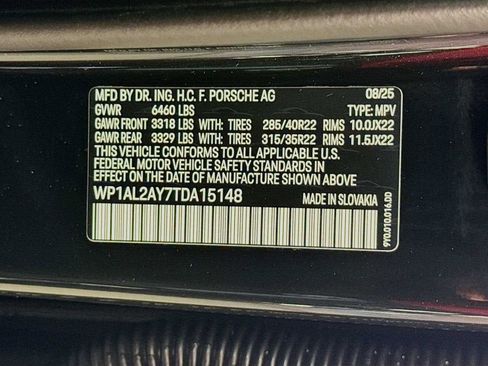 MFD BY DR. ING. H.C. F. PORSCHE AG 08/25
GVWR 6460 LBS TYPE: MPV
GAWR FRONT 3318 LBS WITH: TIRES 285/40R22 RIMS 10.0JX22
GAWR REAR 3329 LBS WITH: TIRES 315/35R22 RIMS 11.5JX22
THIS VEHICLE CONFORMS TO ALL APPLICABLE U.S.
FEDERAL MOTOR VEHICLE SAFETY STANDARDS IN
EFFECT ON THE DATE OF MANUFACTURE SHOWN ABOVE
WP1AL2AY7TDA15148 MADE IN SLOVAKIA
9Y0.010.016.DD